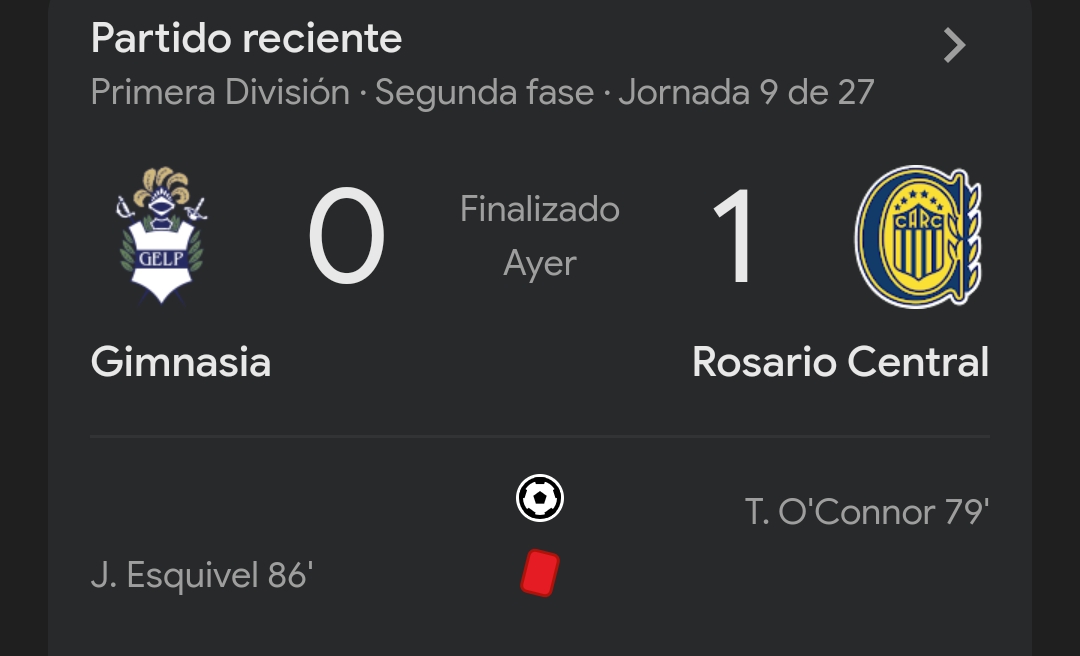 Partido reciente
Primera División · Segunda fase · Jornada 9 de 27
GELP
0
Finalizado
Ayer
1
CARC
Gimnasia
Rosario Central
T. O'Connor 79'
J. Esquivel 86'